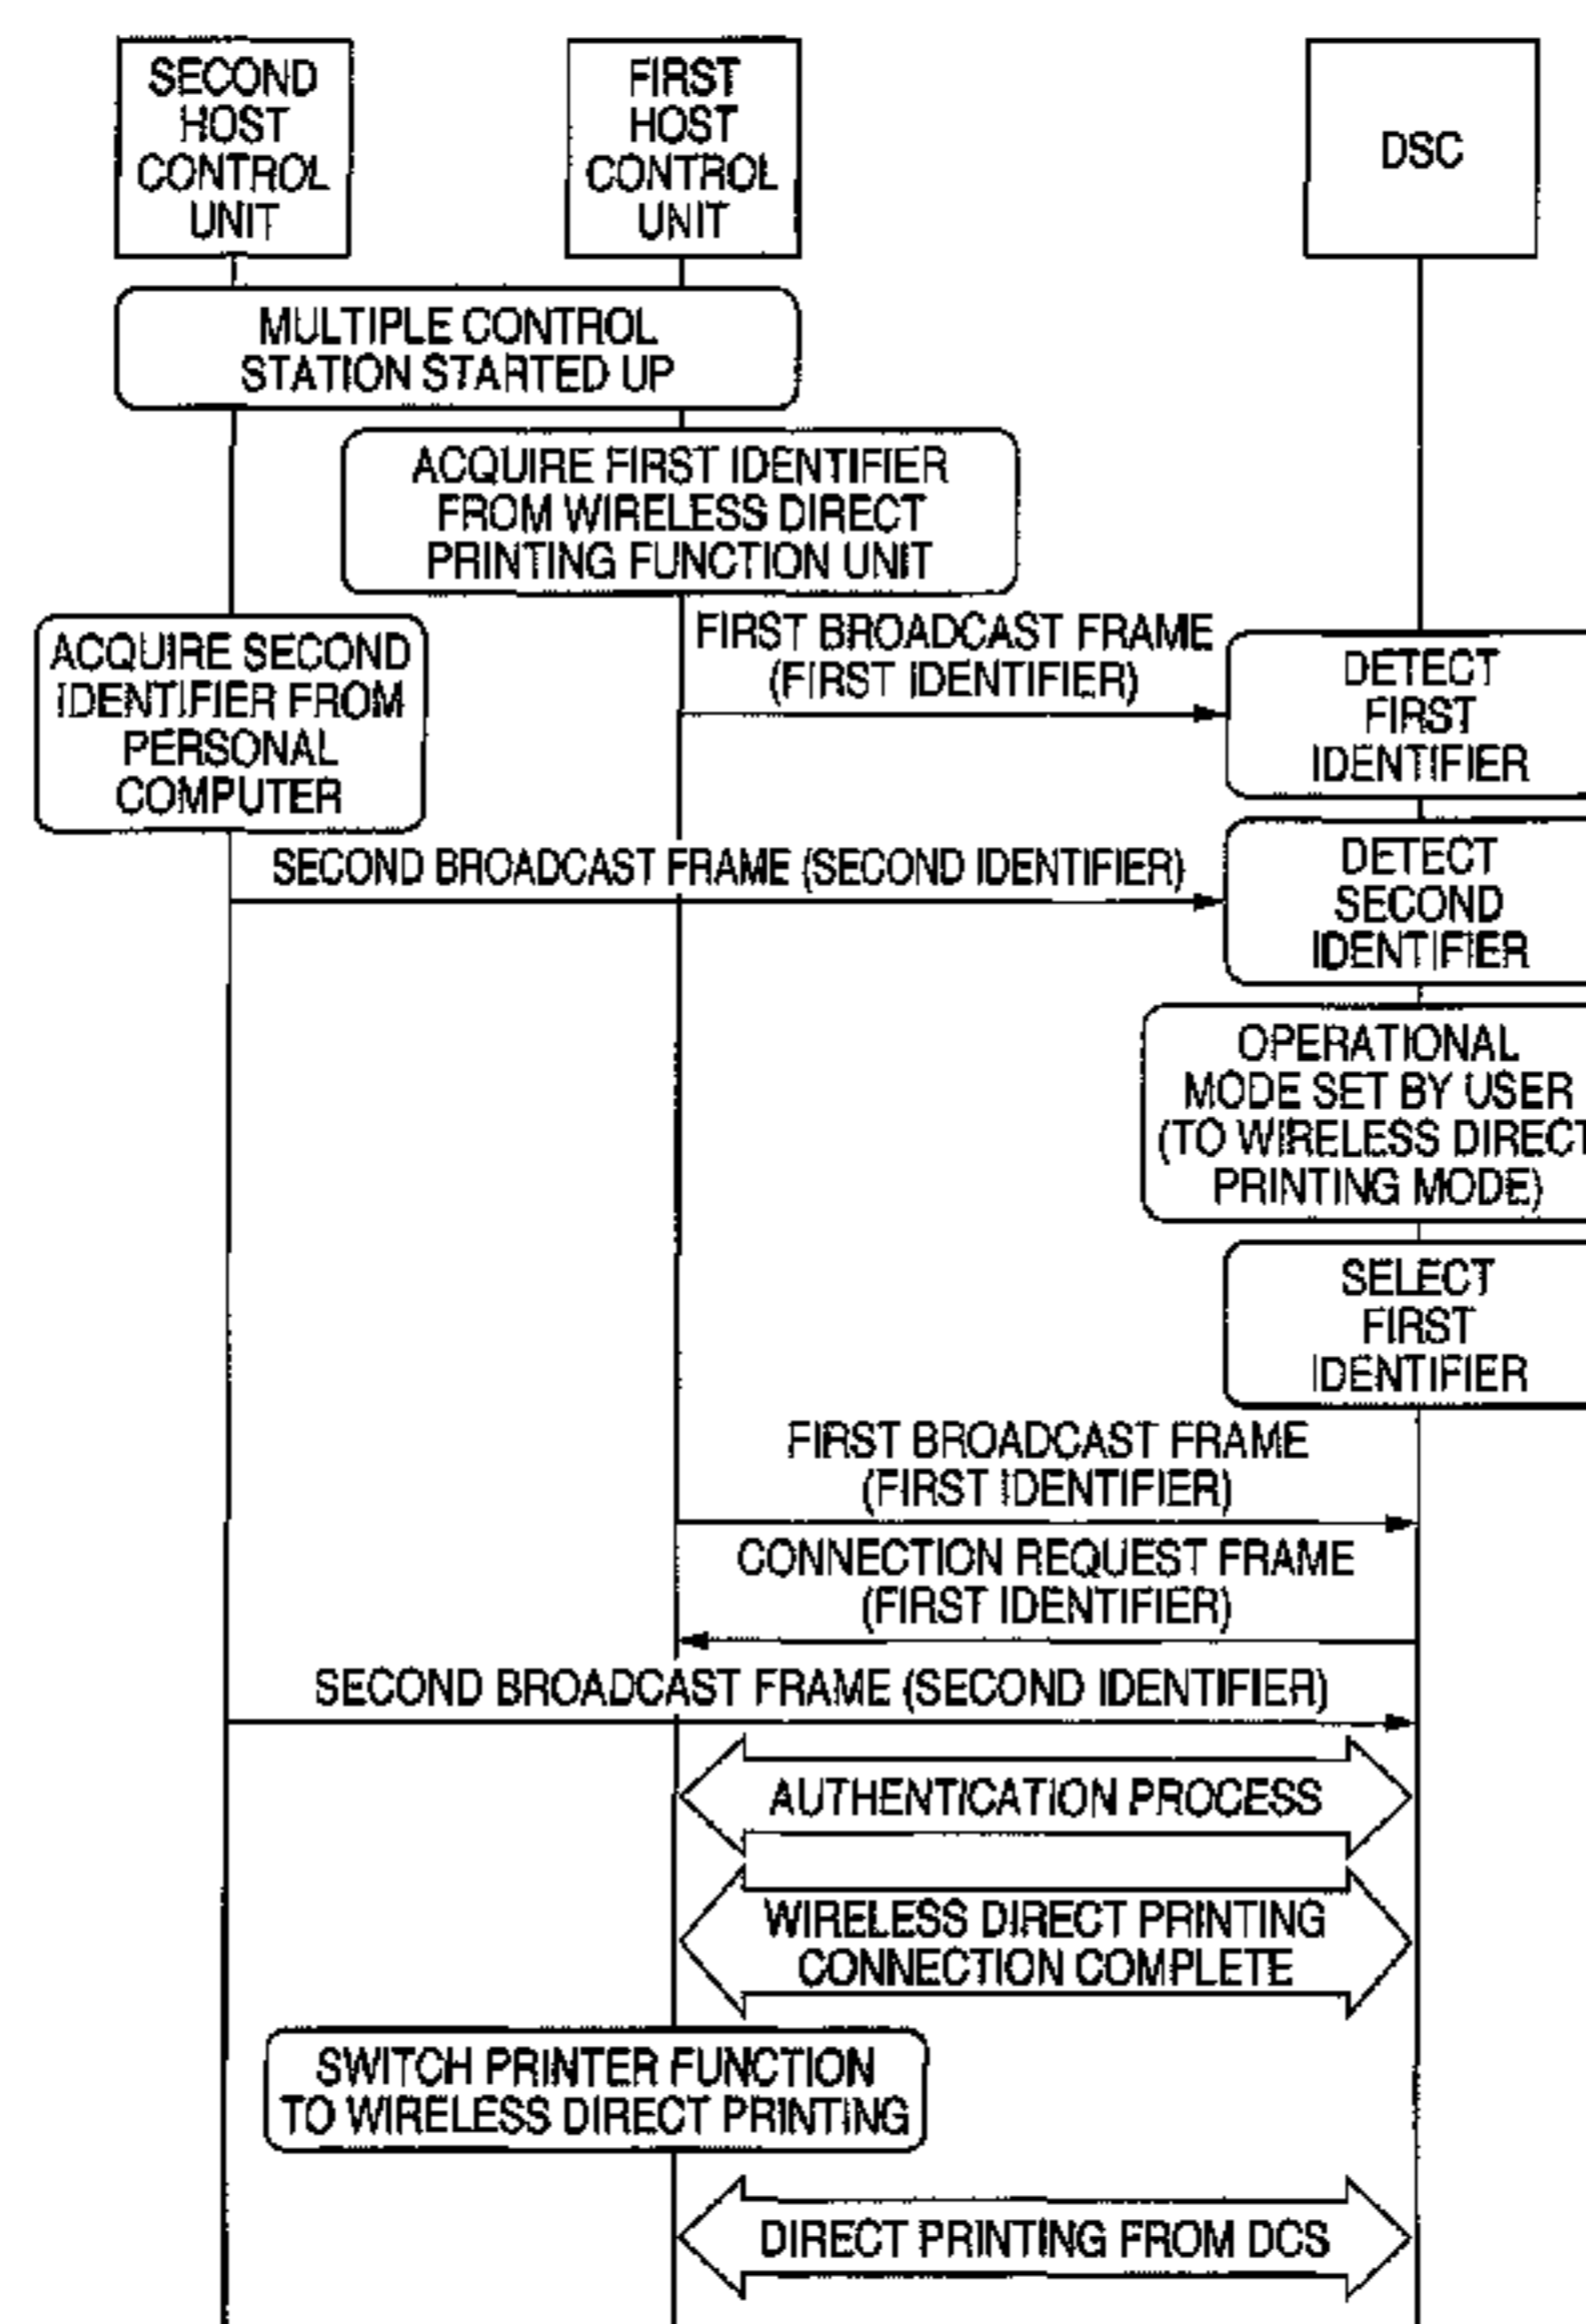 SECOND
HOST
CONTROL
UNIT
FIRST
HOST
CONTROL
UNIT
DSC
MULTIPLE CONTROL
STATION STARTED UP
ACQUIRE FIRST IDENTIFIER
FROM WIRELESS DIRECT
PRINTING FUNCTION UNIT
ACQUIRE SECOND
IDENTIFIER FROM
PERSONAL
COMPUTER
FIRST BROADCAST FRAME
(FIRST IDENTIFIER)
DETECT
FIRST
IDENTIFIER
SECOND BROADCAST FRAME (SECOND IDENTIFIER)
DETECT
SECOND
IDENTIFIER
OPERATIONAL
MODE SET BY USER
(TO WIRELESS DIRECT
PRINTING MODE)
SELECT
FIRST
IDENTIFIER
FIRST BROADCAST FRAME
(FIRST IDENTIFIER)
CONNECTION REQUEST FRAME
(FIRST IDENTIFIER)
SECOND BROADCAST FRAME (SECOND IDENTIFIER)
AUTHENTICATION PROCESS
WIRELESS DIRECT PRINTING
CONNECTION COMPLETE
SWITCH PRINTER FUNCTION
TO WIRELESS DIRECT PRINTING
DIRECT PRINTING FROM DCS